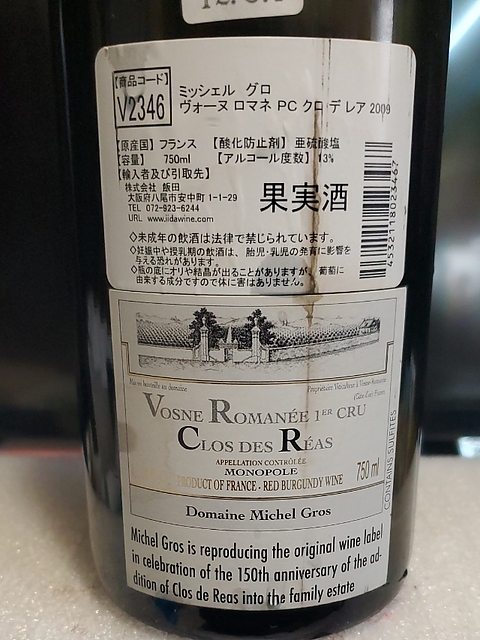 【商品コード】
V2346
ミッシェル グロ
ヴォーヌ ロマネ PC クロ デ レア 2009
【原産国】フランス 【酸化防止剤】亜硫酸塩
【容量】 750ml 【アルコール度数】13%
【輸入者及び引取先】
株式会社 飯田
大阪府八尾市安中町 1-1-29
TEL 072-923-6244
URL www.iidawine.com
果実酒
4532118023467
◇未成年の飲酒は法律で禁じられています。
◇妊娠中や授乳期の飲酒は、胎児・乳児の発育に影響を
与える恐れがあります。
◇瓶の底にオリや結晶が出ることがありますが、葡萄に
由来する成分ですので体に害はありません。
Mis en bouteille au domaine
Propriétaire Viticulteur à Vosne-Romanée
(Côte d'or) France
VOSNE ROMANÉE 1ER CRU
CLOS DES RÉAS
APPELLATION CONTRÔLÉE
MONOPOLE
PRODUCT OF FRANCE - RED BURGUNDY WINE
750 ml
CONTAINS SULFITES
Domaine Michel Gros
Michel Gros is reproducing the original wine label
in celebration of the 150th anniversary of the ad-
dition of Clos de Reas into the family estate